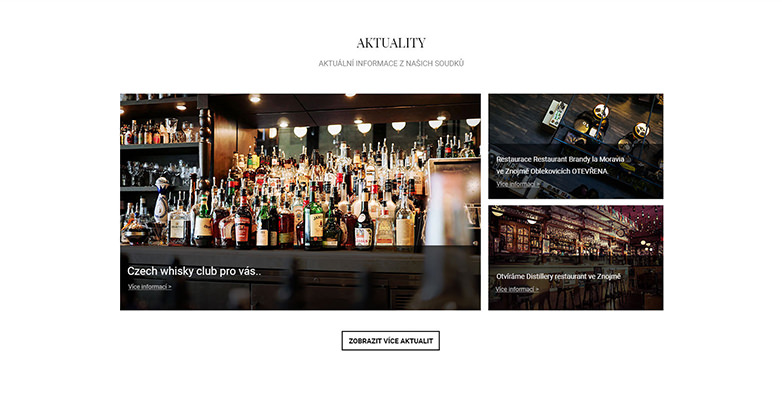 AKTUALITY
AKTUÁLNÍ INFORMACE Z NAŠICH SOUDKŮ
Czech whisky club pro vás..
Více informací >
Restaurace Restaurant Brandy la Moravia
ve Znojmě Oblekovicích OTEVŘENA.
Více informací >
Otvíráme Distillery restaurant ve Znojmě
Více informací >
ZOBRAZIT VÍCE AKTUALIT